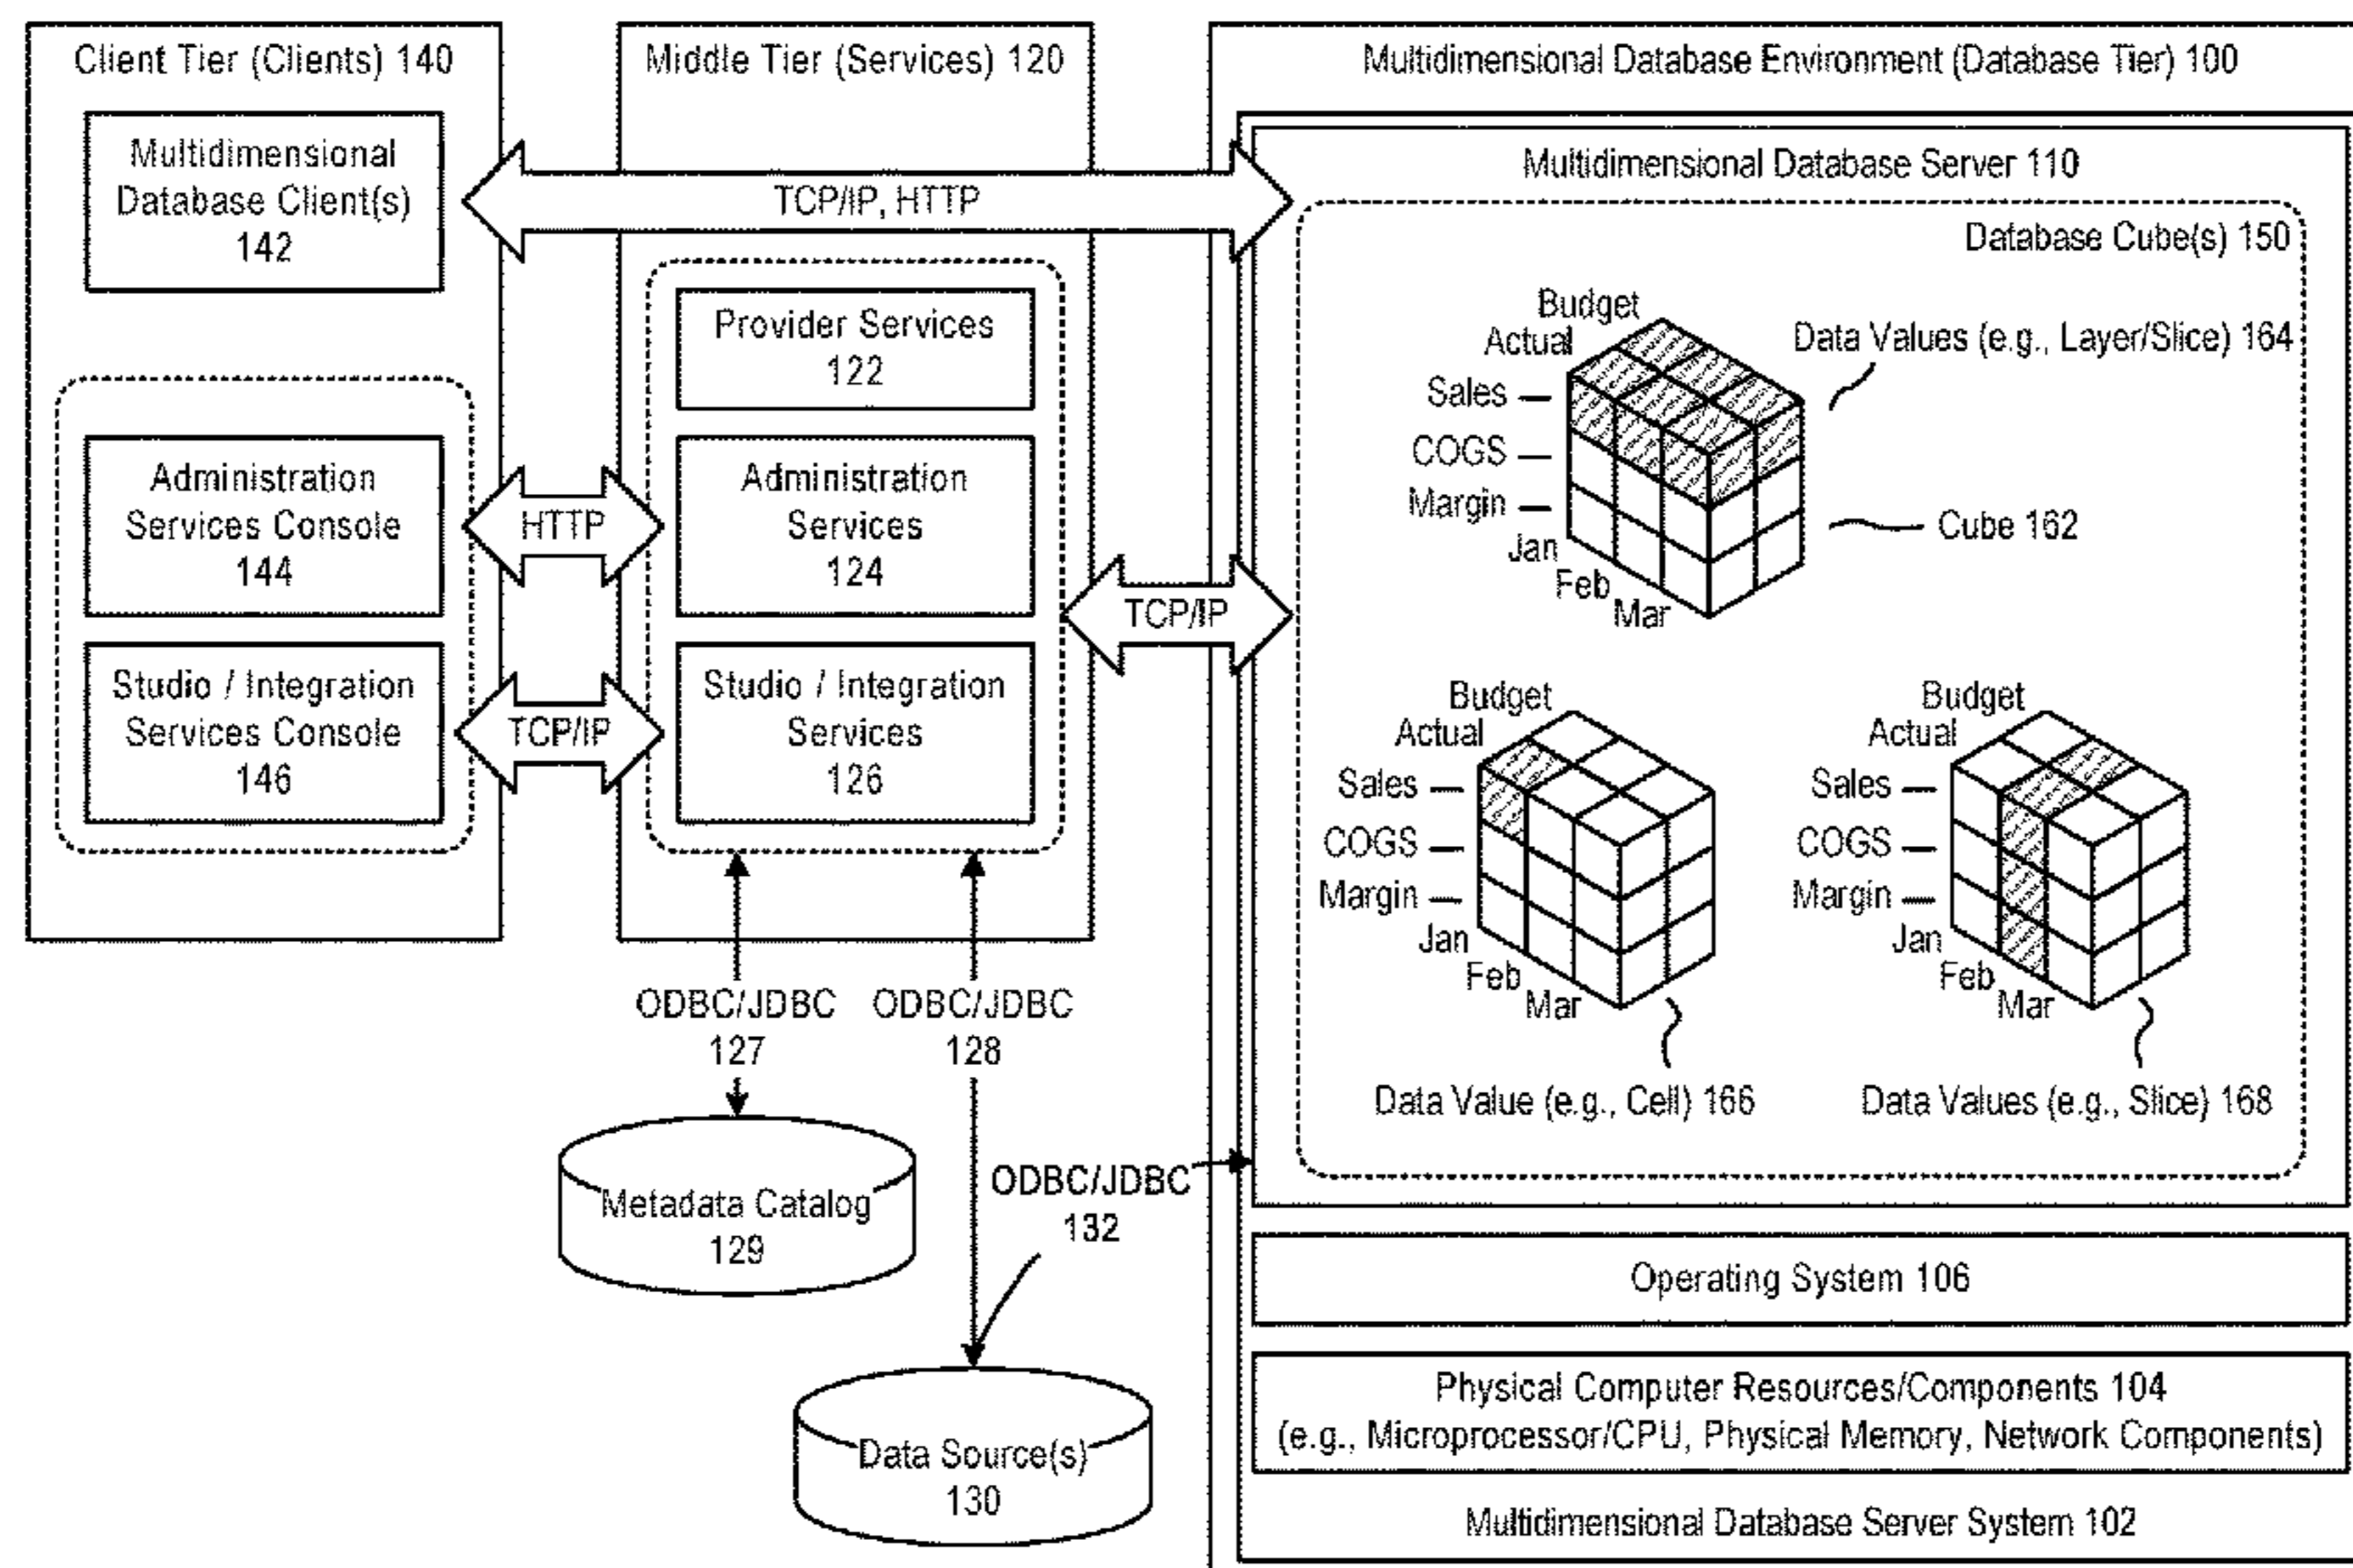 Client Tier (Clients) 140
Multidimensional
Database Client(s)
142
Administration
Services Console
144
Studio / Integration
Services Console
146
HTTP
TCP/IP
Middle Tier (Services) 120
TCP/IP, HTTP
Provider Services
122
Administration
Services
124
Studio / Integration
Services
126
TCP/IP
ODBC/JDBC
127
ODBC/JDBC
128
Metadata Catalog
129
ODBC/JDBC
132
Data Source(s)
130
Multidimensional Database Environment (Database Tier) 100
Multidimensional Database Server 110
Database Cube(s) 150
Budget
Actual
Sales
COGS
Margin
Jan
Feb
Mar
Data Values (e.g., Layer/Slice) 164
Cube 162
Budget
Actual
Sales
COGS
Margin
Jan
Feb
Mar
Data Value (e.g., Cell) 166
Budget
Actual
Sales
COGS
Margin
Jan
Feb
Mar
Data Values (e.g., Slice) 168
Operating System 106
Physical Computer Resources/Components 104
(e.g., Microprocessor/CPU, Physical Memory, Network Components)
Multidimensional Database Server System 102